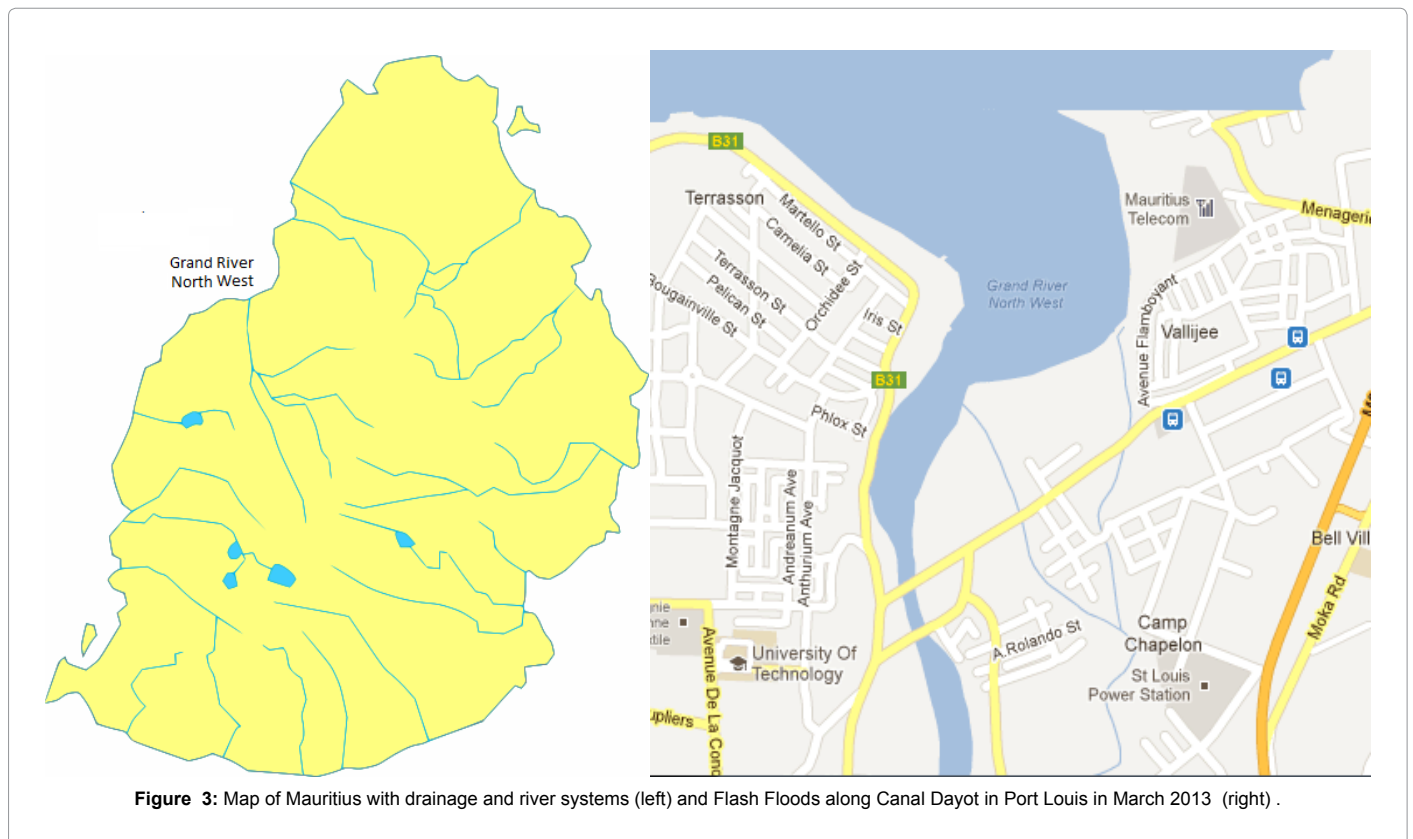 Grand River
North West
B31
Terrasson
Martello St
Camelia St
Orchidee St
Terrasson St
Pelican St
Bougainville St
Iris St
B31
Phlox St
Montagne Jacquot
Andreanum Ave
Anthurium Ave
Grand River
North West
Mauritius
Telecom
Menagerie
Avenue Flamboyant
Vallijee
Bell Vill
Moka Rd
Camp
Chapelon
A.Rolando St
St Louis
Power Station
University Of
Technology
Avenue De La Conc
upliers
Figure 3: Map of Mauritius with drainage and river systems (left) and Flash Floods along Canal Dayot in Port Louis in March 2013 (right) .